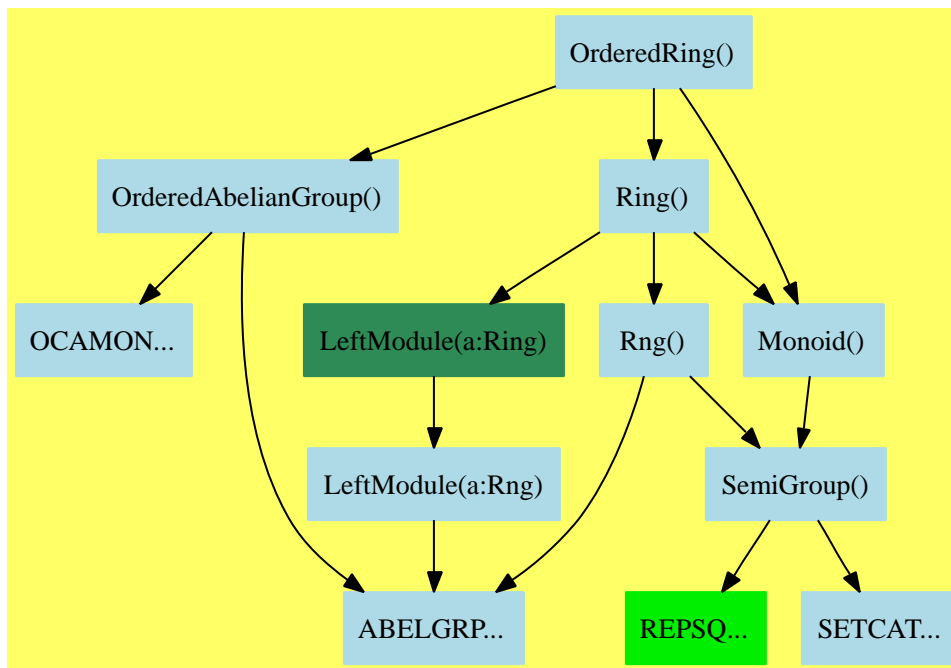 OrderedRing()
OrderedAbelianGroup()
Ring()
OCAMON...
LeftModule(a:Ring)
Rng()
Monoid()
LeftModule(a:Rng)
SemiGroup()
ABELGRP...
REPSQ...
SETCAT...